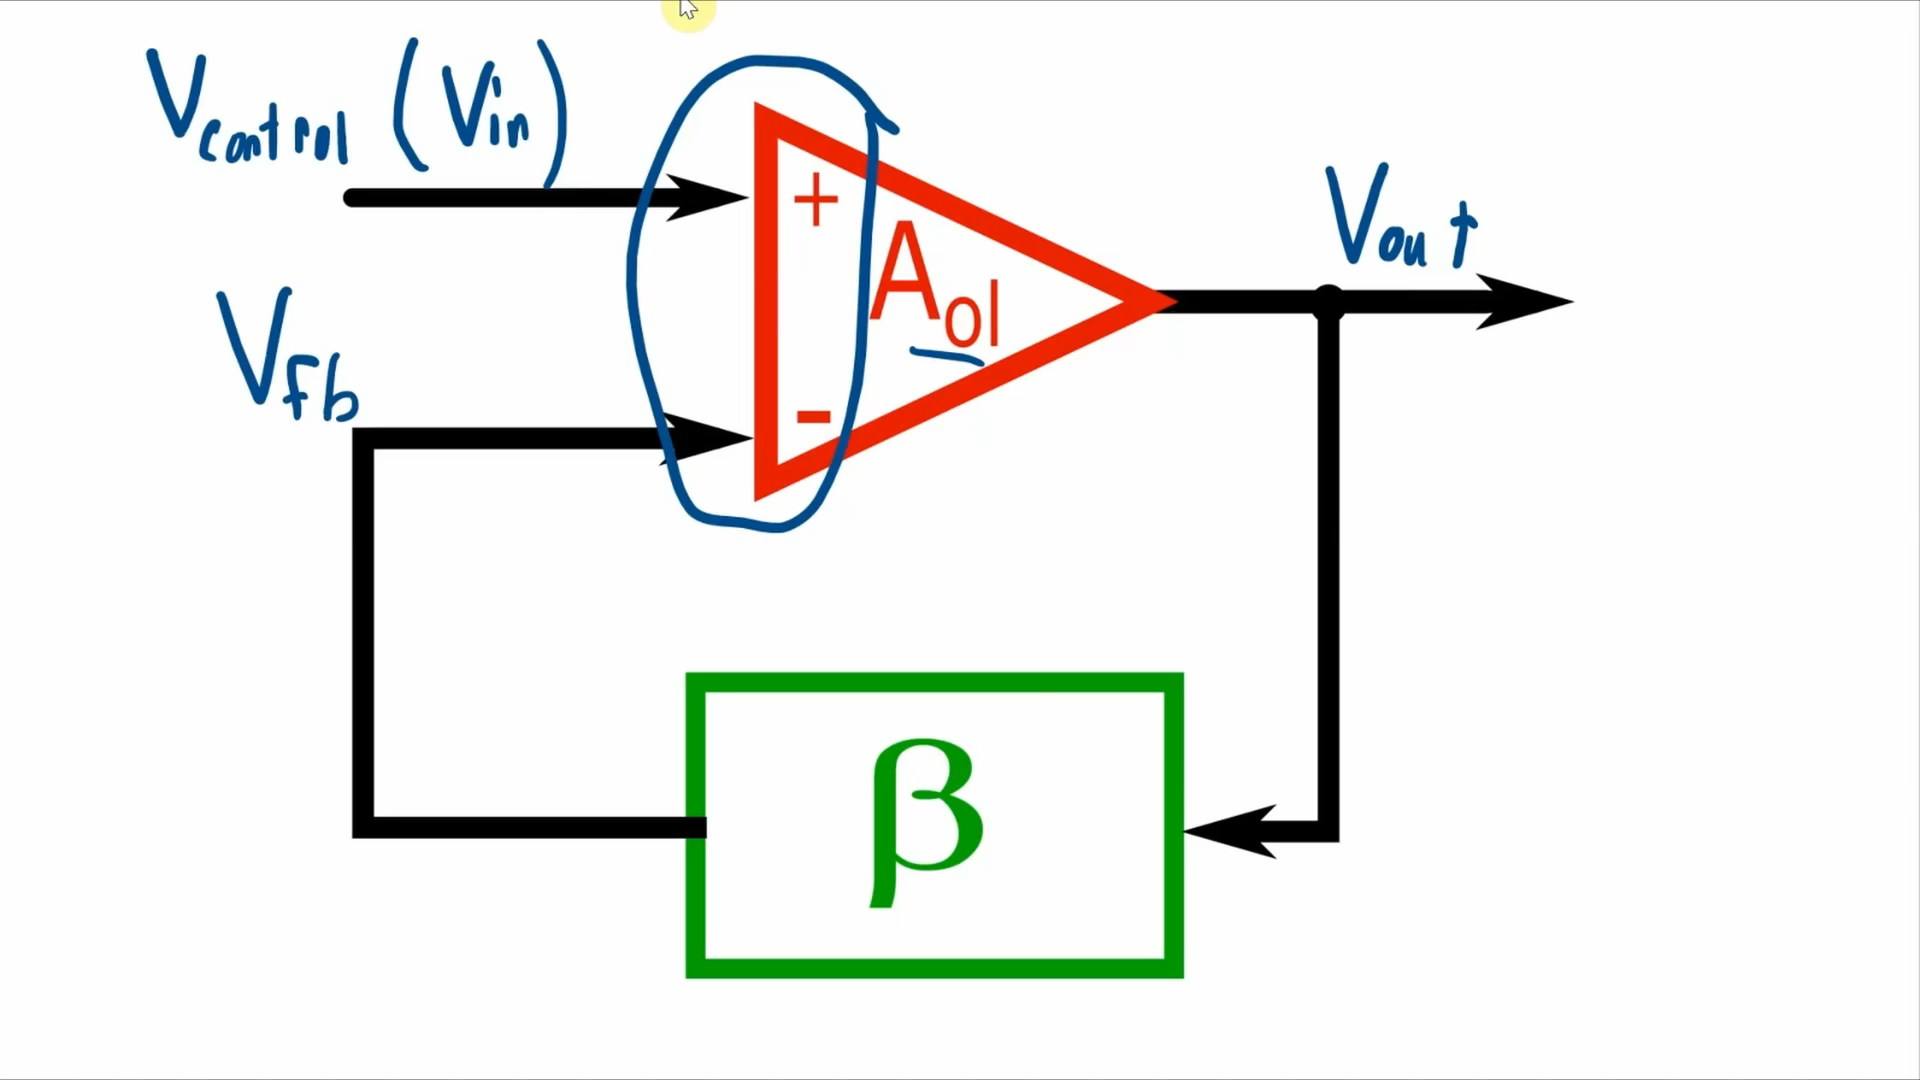 Vcontrol (Vin)
+
Aol
Vout
Vfb
-
β